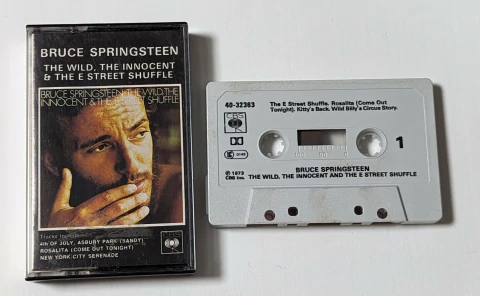 BRUCE SPRINGSTEEN
THE WILD, THE INNOCENT
& THE E STREET SHUFFLE
BRUCE SPRINGSTEEN THE WILD, THE
INNOCENT & THE E STREET SHUFFLE
Tracks include
4th OF JULY, ASBURY PARK (SANDY)
ROSALITA (COME OUT TONIGHT)
NEW YORK CITY SERENADE
CBS
40-32363
The E Street Shuffle. Rosalita (Come Out
Tonight). Kitty's Back. Wild Billy's Circus Story.
CBS
1
BRUCE SPRINGSTEEN
℗ 1973
CBS Inc.
THE WILD, THE INNOCENT AND THE E STREET SHUFFLE